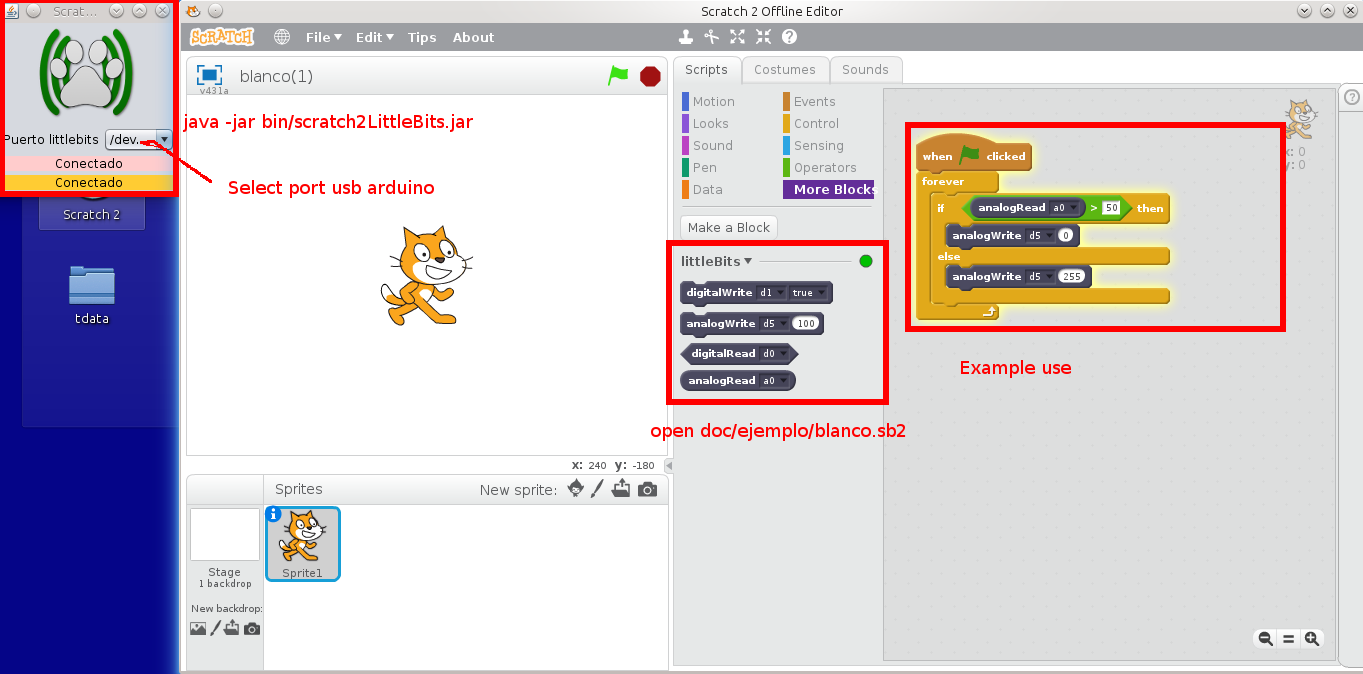 Scrat...
Puerto littlebits /dev...
Conectado
Conectado
Scratch 2
tdata
Scratch 2 Offline Editor
SCRATCH File Edit Tips About
v431a
blanco(1)
java -jar bin/scratch2LittleBits.jar
Select port usb arduino
x: 240 y: -180
Sprites New sprite:
Stage
1 backdrop
New backdrop:
Sprite1
Scripts Costumes Sounds
Motion Events
Looks Control
Sound Sensing
Pen Operators
Data More Blocks
Make a Block
littleBits
digitalWrite d1 true
analogWrite d5 100
digitalRead d0
analogRead a0
open doc/ejemplo/blanco.sb2
when clicked
forever
if analogRead a0 > 50 then
analogWrite d5 0
else
analogWrite d5 255
x: 0
y: 0
Example use